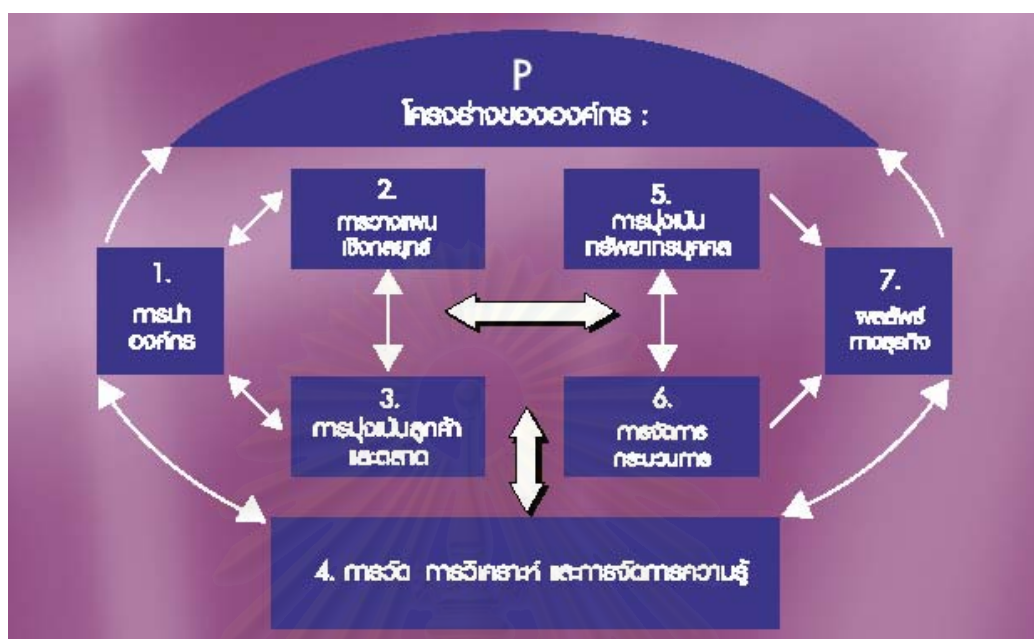 P
โครงร่างขององค์กร :
1.
การนำ
องค์กร
2.
การวางแผน
เชิงกลยุทธ์
3.
การมุ่งเน้นลูกค้า
และตลาด
4. การวัด การวิเคราะห์ และการจัดการความรู้
5.
การมุ่งเน้น
ทรัพยากรบุคคล
6.
การจัดการ
กระบวนการ
7.
ผลลัพธ์
ทางธุรกิจ